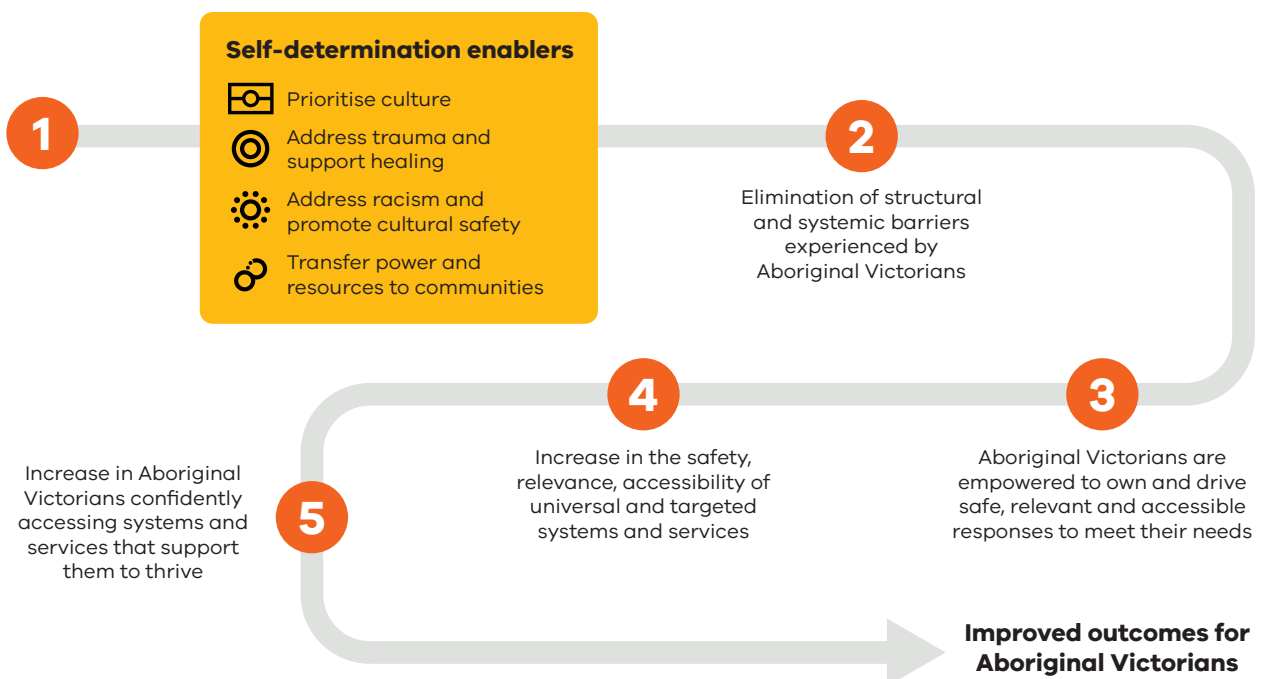 1
Self-determination enablers
Prioritise culture
Address trauma and
support healing
Address racism and
promote cultural safety
Transfer power and
resources to communities
2
Elimination of structural
and systemic barriers
experienced by
Aboriginal Victorians
3
Aboriginal Victorians are
empowered to own and drive
safe, relevant and accessible
responses to meet their needs
4
Increase in the safety,
relevance, accessibility of
universal and targeted
systems and services
5
Increase in Aboriginal
Victorians confidently
accessing systems and
services that support
them to thrive
Improved outcomes for
Aboriginal Victorians